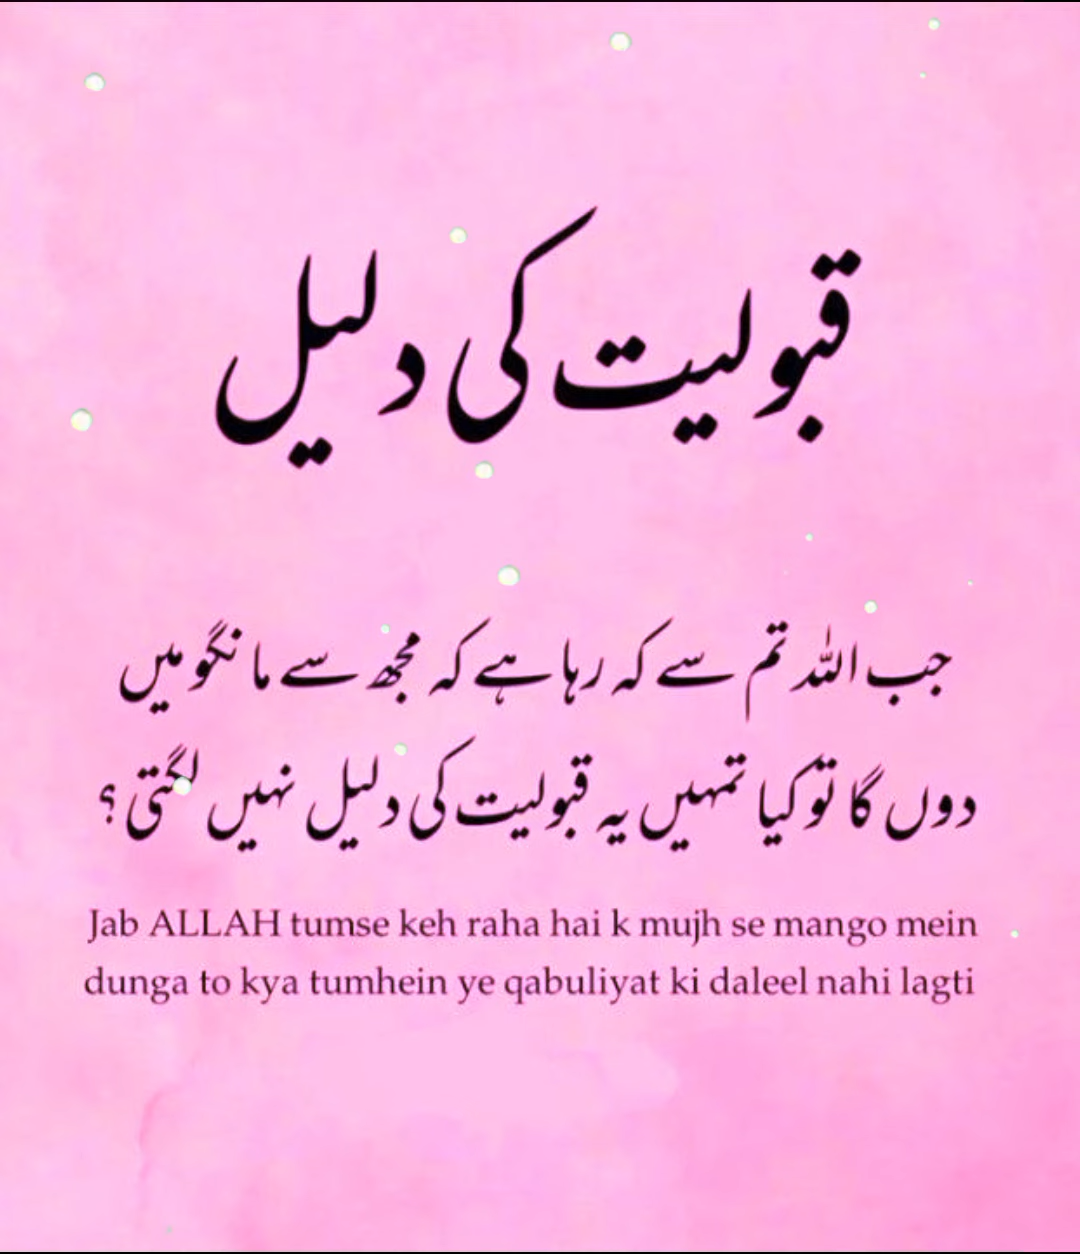 قبولیت کی دلیل
جب اللہ تم سے کہ رہا ہے کہ مجھ سے مانگو میں
دوں گا تو کیا تمہیں یہ قبولیت کی دلیل نہیں لگتی ؟
Jab ALLAH tumse keh raha hai k mujh se mango mein
dunga to kya tumhein ye qabuliyat ki daleel nahi lagti